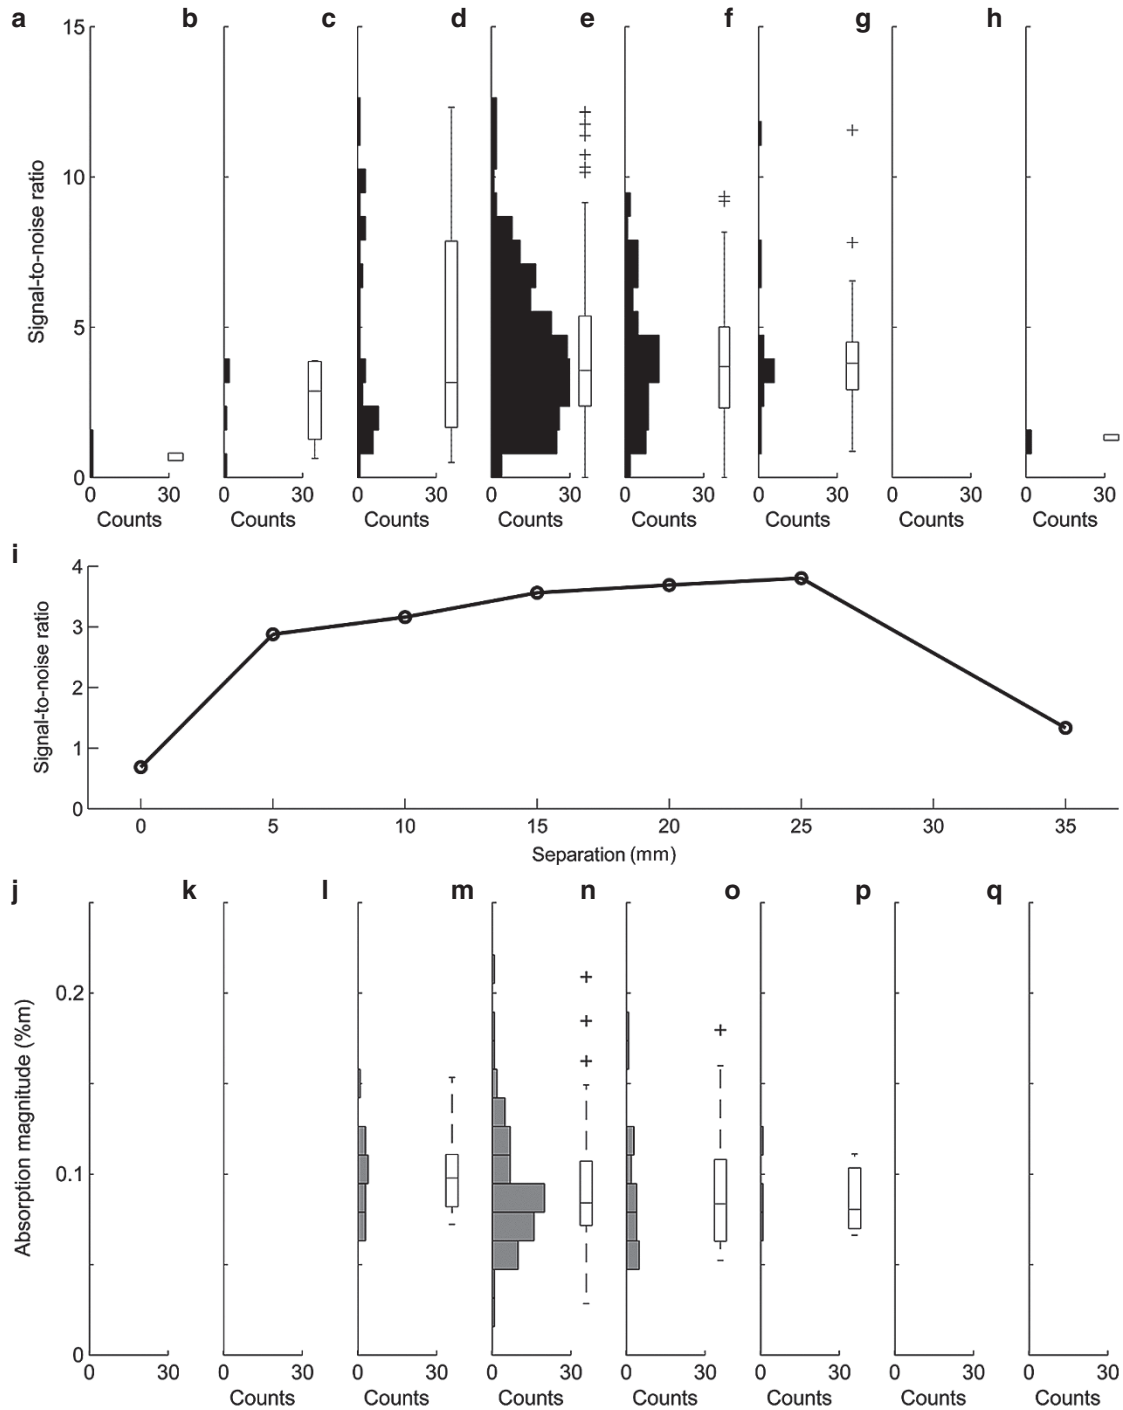 a b c d e f g h
Signal-to-noise ratio
15
10
5
0
0 30 0 30 0 30 0 30 0 30 0 30 0 30 0 30
Counts Counts Counts Counts Counts Counts Counts Counts
i
Signal-to-noise ratio
4
3
2
1
0
0 5 10 15 20 25 30 35
Separation (mm)
j k l m n o p q
Absorption magnitude (%m)
0.2
0.1
0
0 30 0 30 0 30 0 30 0 30 0 30 0 30 0 30
Counts Counts Counts Counts Counts Counts Counts